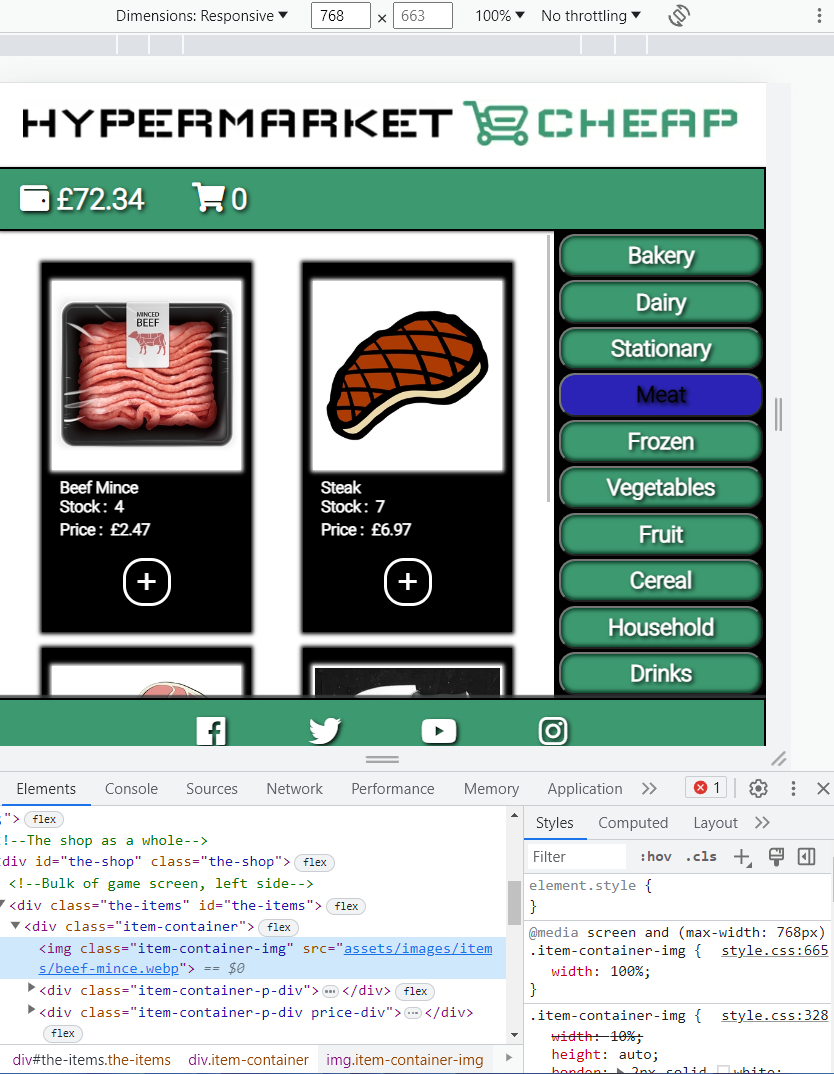 Dimensions: Responsive ▼ 768 × 663 100% ▼ No throttling ▼
HYPERMARKET CHEAP
£72.34 0
Bakery
Dairy
Stationary
Meat
Frozen
Vegetables
Fruit
Cereal
Household
Drinks
MINCED
BEEF
Beef Mince
Stock : 4
Price : £2.47
+
Steak
Stock : 7
Price : £6.97
+
Elements Console Sources Network Performance Memory Application >> 1
"> flex
!--The shop as a whole-->
div id="the-shop" class="the-shop"> flex
<!--Bulk of game screen, left side-->
▼<div class="the-items" id="the-items"> flex
▼<div class="item-container"> flex
<img class="item-container-img" src="assets/images/item
s/beef-mince.webp"> == $0
▶<div class="item-container-p-div">⋯</div> flex
▶<div class="item-container-p-div price-div">⋯</div>
flex
div#the-items.the-items div.item-container img.item-container-img
Styles Computed Layout >>
Filter :hov .cls +
element.style {
}
@media screen and (max-width: 768px)
.item-container-img { style.css:665
width: 100%;
}
.item-container-img { style.css:328
width: 10%;
height: auto;
border: ▶ 2px solid white;